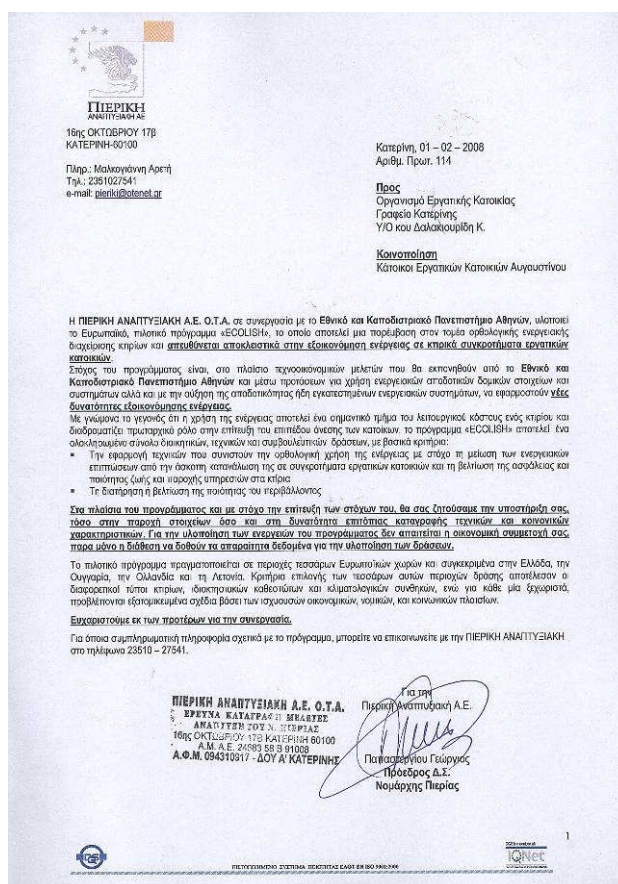 ΠΙΕΡΙΚΗ
ΑΝΑΠΤΥΞΙΑΚΗ ΑΕ
16ης ΟΚΤΩΒΡΙΟΥ 17β
ΚΑΤΕΡΙΝΗ-60100
Πληρ.: Μαλκογιάννη Αρετή
Τηλ.: 2351027541
e-mail: pieriki@otenet.gr
Κατερίνη, 01 – 02 – 2008
Αριθμ. Πρωτ. 114
Προς
Οργανισμό Εργατικής Κατοικίας
Γραφείο Κατερίνης
Υ/Ο κου Δαλακιουρίδη Κ.
Κοινοποίηση
Κάτοικοι Εργατικών Κατοικιών Αυγουστίνου
Η ΠΙΕΡΙΚΗ ΑΝΑΠΤΥΞΙΑΚΗ Α.Ε. Ο.Τ.Α. σε συνεργασία με το Εθνικό και Καποδιστριακό Πανεπιστήμιο Αθηνών, υλοποιεί
το Ευρωπαϊκό, πιλοτικό πρόγραμμα «ECOLISH», το οποίο αποτελεί μια παρέμβαση στον τομέα ορθολογικής ενεργειακής
διαχείρισης κτιρίων και απευθύνεται αποκλειστικά στην εξοικονόμηση ενέργειας σε κτιρικά συγκροτήματα εργατικών
κατοικιών.
Στόχος του προγράμματος είναι, στο πλαίσιο τεχνοοικονομικών μελετών που θα εκπονηθούν από το Εθνικό και
Καποδιστριακό Πανεπιστήμιο Αθηνών και μέσω προτάσεων για χρήση ενεργειακών αποδοτικών δομικών στοιχείων και
συστημάτων αλλά και με την αύξηση της αποδοτικότητας ήδη εγκατεστημένων ενεργειακών συστημάτων, να εφαρμοστούν νέες
δυνατότητες εξοικονόμησης ενέργειας.
Με γνώμονα το γεγονός ότι η χρήση της ενέργειας αποτελεί ένα σημαντικό τμήμα του λειτουργικού κόστους ενός κτιρίου και
διαδραματίζει πρωταρχικό ρόλο στην επίτευξη του επιπέδου άνεσης των κατοίκων, το πρόγραμμα «ECOLISH» αποτελεί ένα
ολοκληρωμένο σύνολο διοικητικών, τεχνικών και συμβουλευτικών δράσεων, με βασικά κριτήρια:
▪ Την εφαρμογή τεχνικών που συνιστούν την ορθολογική χρήση της ενέργειας με στόχο τη μείωση των ενεργειακών
επιπτώσεων από την άσκοπη κατανάλωση της σε συγκροτήματα εργατικών κατοικιών και τη βελτίωση της ασφάλειας και
ποιότητας ζωής και παροχής υπηρεσιών στα κτίρια
▪ Τη διατήρηση ή βελτίωση της ποιότητας του περιβάλλοντος
Στα πλαίσια του προγράμματος και με στόχο την επίτευξη των στόχων του, θα σας ζητούσαμε την υποστήριξη σας,
τόσο στην παροχή στοιχείων όσο και στη δυνατότητα επιτόπιας καταγραφής τεχνικών και κοινωνικών
χαρακτηριστικών. Για την υλοποίηση των ενεργειών του προγράμματος δεν απαιτείται η οικονομική συμμετοχή σας,
παρα μόνο η διάθεση να δοθούν τα απαραίτητα δεδομένα για την υλοποίηση των δράσεων.
Το πιλοτικό πρόγραμμα πραγματοποιείται σε περιοχές τεσσάρων Ευρωπαϊκών χωρών και συγκεκριμένα στην Ελλάδα, την
Ουγγαρία, την Ολλανδία και τη Λετονία. Κριτήρια επιλογής των τεσσάρων αυτών περιοχών δράσης αποτέλεσαν ο
διαφορετικοί τύποι κτιρίων, ιδιοκτησιακών καθεστώτων και κλιματολογικών συνθηκών, ενώ για κάθε μία ξεχωριστά,
προβλέπονται εξατομικευμένα σχέδια βάσει των ισχυουσών οικονομικών, νομικών, και κοινωνικών πλαισίων.
Ευχαριστούμε εκ των προτέρων για την συνεργασία.
Για όποια συμπληρωματική πληροφορία σχετικά με το πρόγραμμα, μπορείτε να επικοινωνείτε με την ΠΙΕΡΙΚΗ ΑΝΑΠΤΥΞΙΑΚΗ
στο τηλέφωνο 23510 – 27541.
ΠΙΕΡΙΚΗ ΑΝΑΠΤΥΞΙΑΚΗ Α.Ε. Ο.Τ.Α.
ΕΡΕΥΝΑ ΚΑΤΑΓΡΑΦΗ ΜΕΛΕΤΕΣ
ΑΝΑΠΤΥΞΗ ΤΟΥ Ν. ΠΙΕΡΙΑΣ
16ης ΟΚΤΩΒΡΙΟΥ 17Β ΚΑΤΕΡΙΝΗ 60100
Α.Μ. Α.Ε. 24983 58 Β 91008
Α.Φ.Μ. 094310917 - ΔΟΥ Α' ΚΑΤΕΡΙΝΗΣ
Για την
Πιερική Αναπτυξιακή Α.Ε.
Παπαστεργίου Γεώργιος
Πρόεδρος Δ.Σ.
Νομάρχης Πιερίας
1
ΠΙΣΤΟΠΟΙΗΜΕΝΟ ΣΥΣΤΗΜΑ ΠΟΙΟΤΗΤΑΣ ΕΛΟΤ EN ISO 9001:2000
IQNet